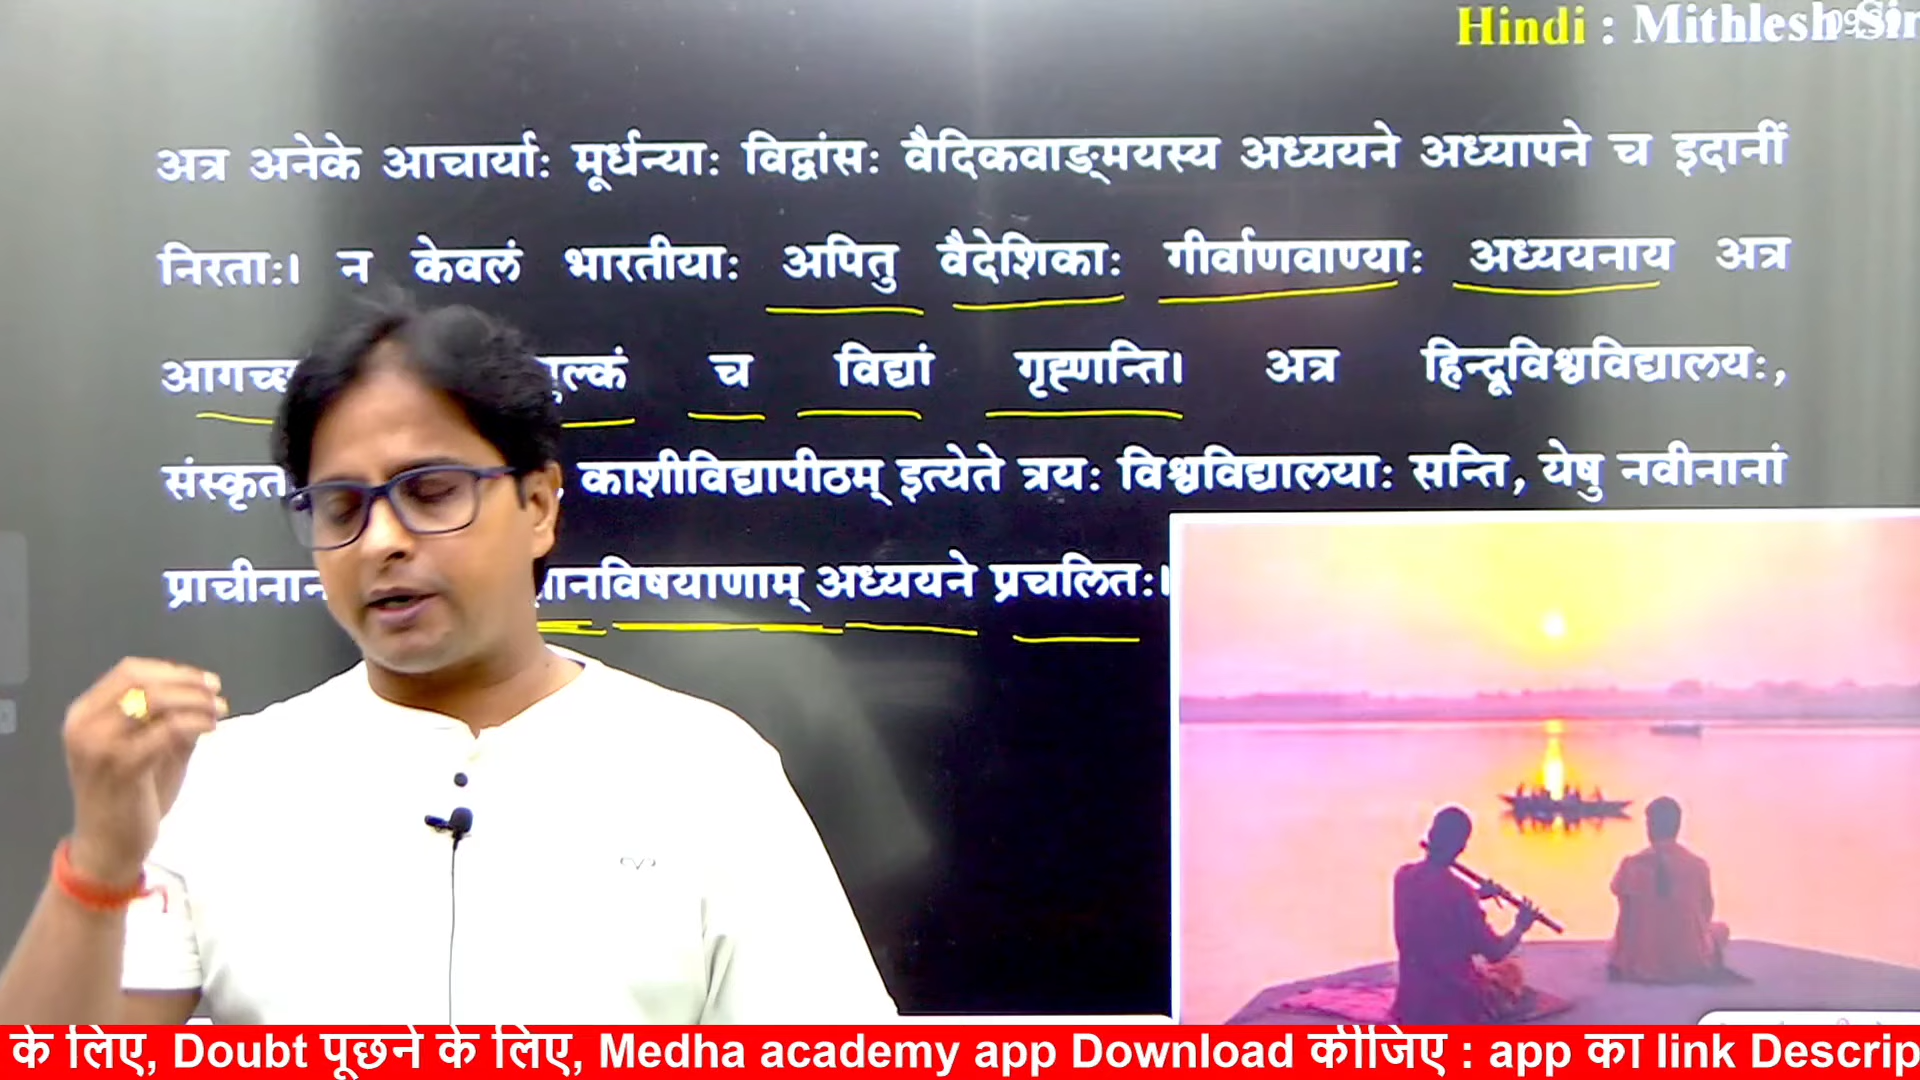 Hindi : Mithlesh Sir
अत्र अनेके आचार्याः मूर्धन्याः विद्वांसः वैदिकवाङ्मयस्य अध्ययने अध्यापने च इदानीं
निरताः। न केवलं भारतीयाः अपितु वैदेशिकाः गीर्वाणवाण्याः अध्ययनाय अत्र
च विद्यां गृह्णन्ति। अत्र हिन्दूविश्वविद्यालयः,
संस्कृत काशीविद्यापीठम् इत्येते त्रयः विश्वविद्यालयाः सन्ति, येषु नवीनानां
अध्ययने प्रचलितः।
के लिए, Doubt पूछने के लिए, Medha academy app Download कीजिए : app का link Descrip